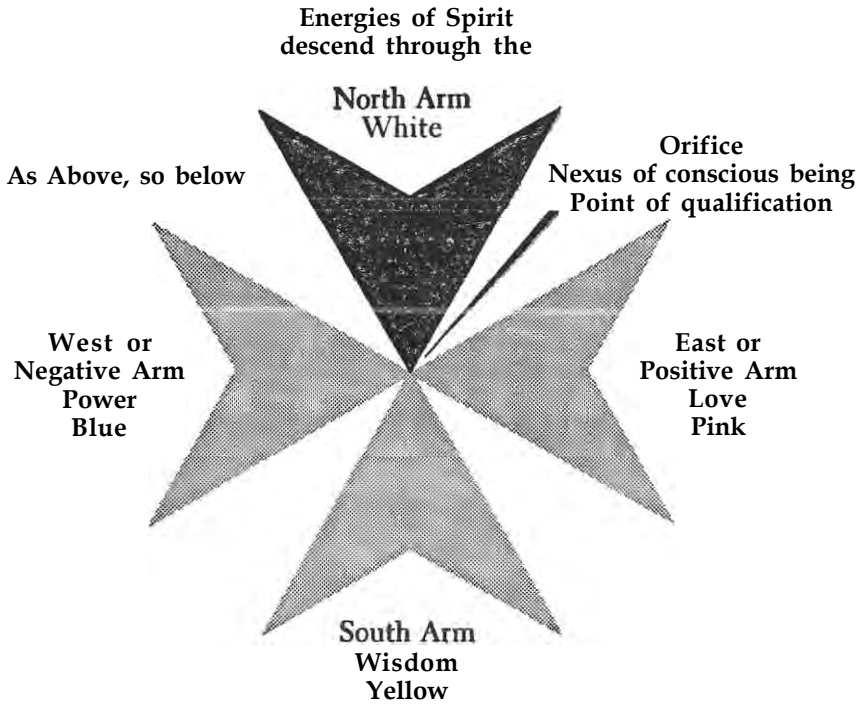 Energies of Spirit
descend through the
North Arm
White
As Above, so below
Orifice
Nexus of conscious being
Point of qualification
West or
Negative Arm
Power
Blue
East or
Positive Arm
Love
Pink
South Arm
Wisdom
Yellow